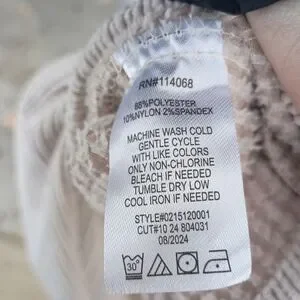 RN#114068
88%POLYESTER
10%NYLON 2%SPANDEX
MACHINE WASH COLD
GENTLE CYCLE
WITH LIKE COLORS
ONLY NON-CHLORINE
BLEACH IF NEEDED
TUMBLE DRY LOW
COOL IRON IF NEEDED
STYLE#0215120001
CUT#10 24 804031
08/2024
30°